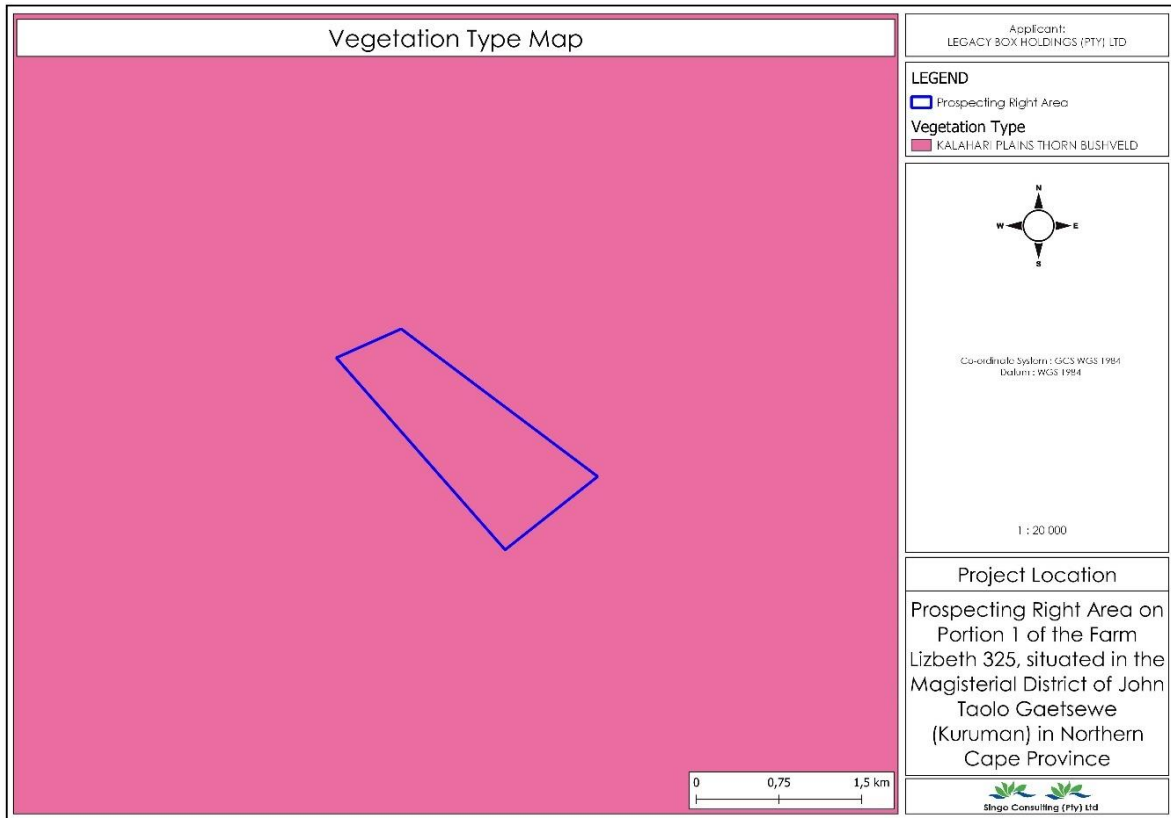 Vegetation Type Map
Applicant:
LEGACY BOX HOLDINGS (PTY) LTD
LEGEND
Prospecting Right Area
Vegetation Type
KALAHARI PLAINS THORN BUSHVELD
N
W E
S
Co-ordinate System : GCS WGS 1984
Datum : WGS 1984
1 : 20 000
Project Location
Prospecting Right Area on
Portion 1 of the Farm
Lizbeth 325, situated in the
Magisterial District of John
Taolo Gaetsewe
(Kuruman) in Northern
Cape Province
0 0,75 1,5 km
Singo Consulting (Pty) Ltd